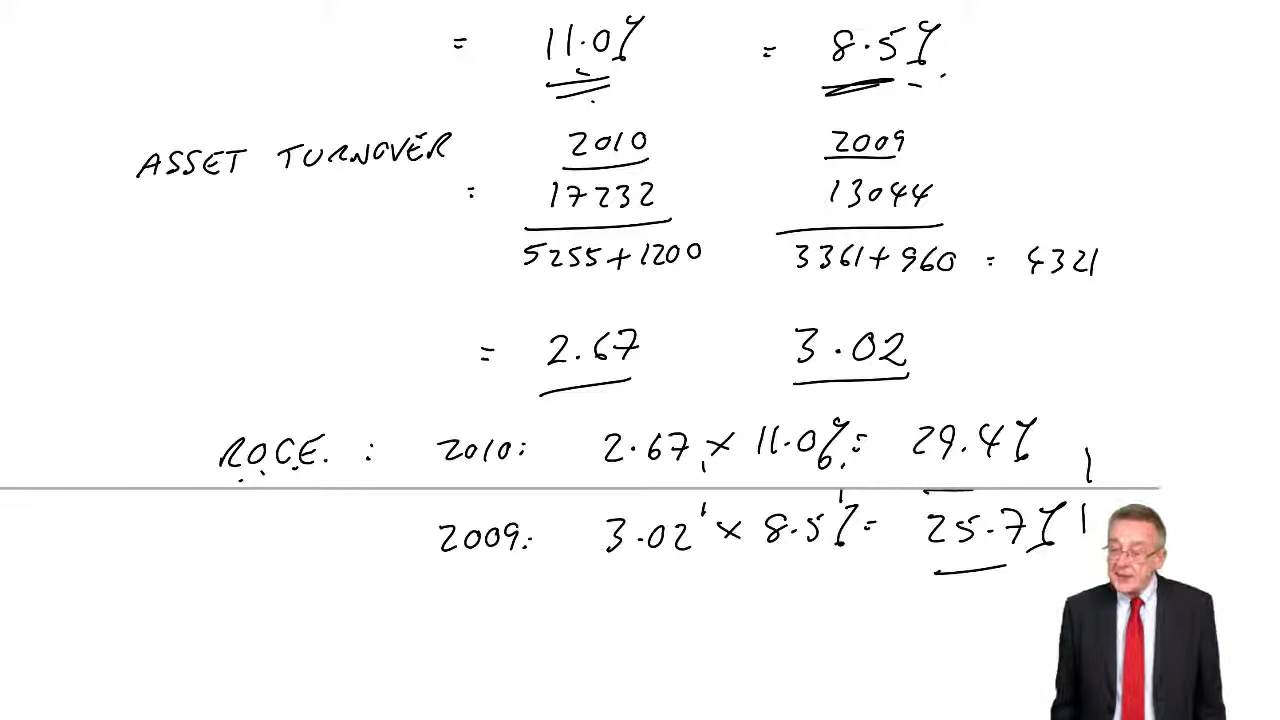 = 11.0% = 8.5%
ASSET TURNOVER 2010 2009
= 17232 13044
5255+1200 3361+960 = 4321
= 2.67 3.02
R.O.C.E. : 2010: 2.67 × 11.0% = 29.4%
2009: 3.02 × 8.5% = 25.7%